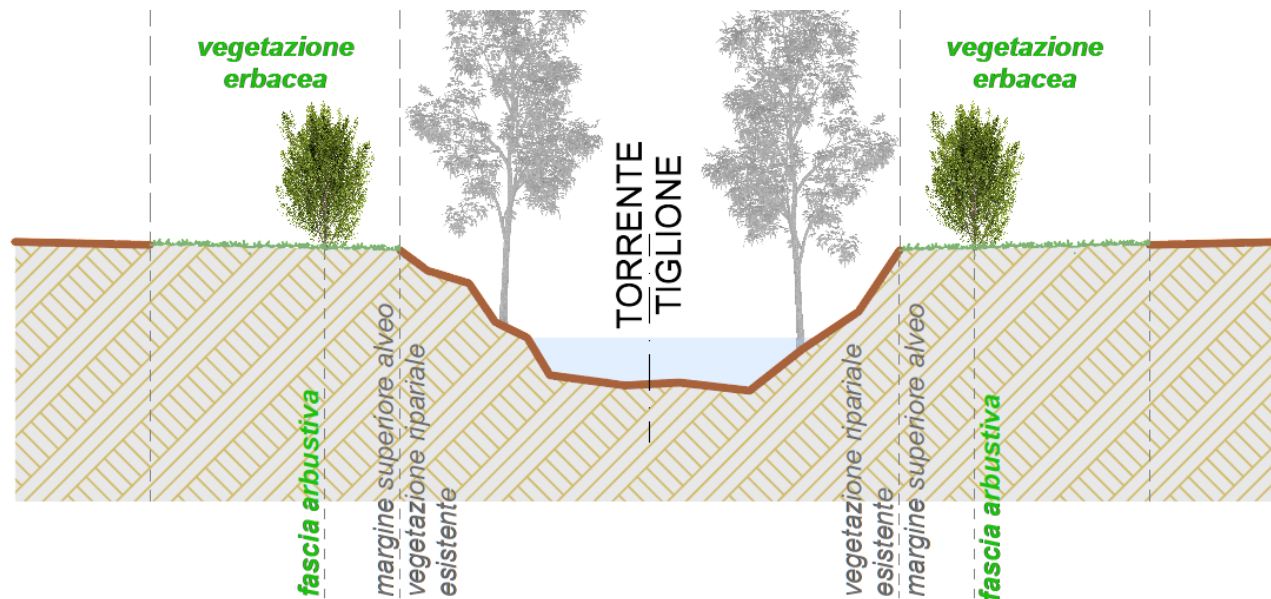 vegetazione
erbacea
vegetazione
erbacea
TORRENTE
TIGLIONE
fascia arbustiva
margine superiore alveo
vegetazione ripariale
esistente
vegetazione ripariale
esistente
margine superiore alveo
fascia arbustiva